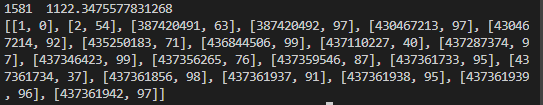 1581  1122.3475577831268
[[1, 0], [2, 54], [387420491, 63], [387420492, 97], [430467213, 97], [43046
7214, 92], [435250183, 71], [436844506, 99], [437110227, 40], [437287374, 9
7], [437346423, 99], [437356265, 76], [437359546, 87], [437361733, 95], [43
7361734, 37], [437361856, 98], [437361937, 91], [437361938, 95], [437361939
, 96], [437361942, 97]]